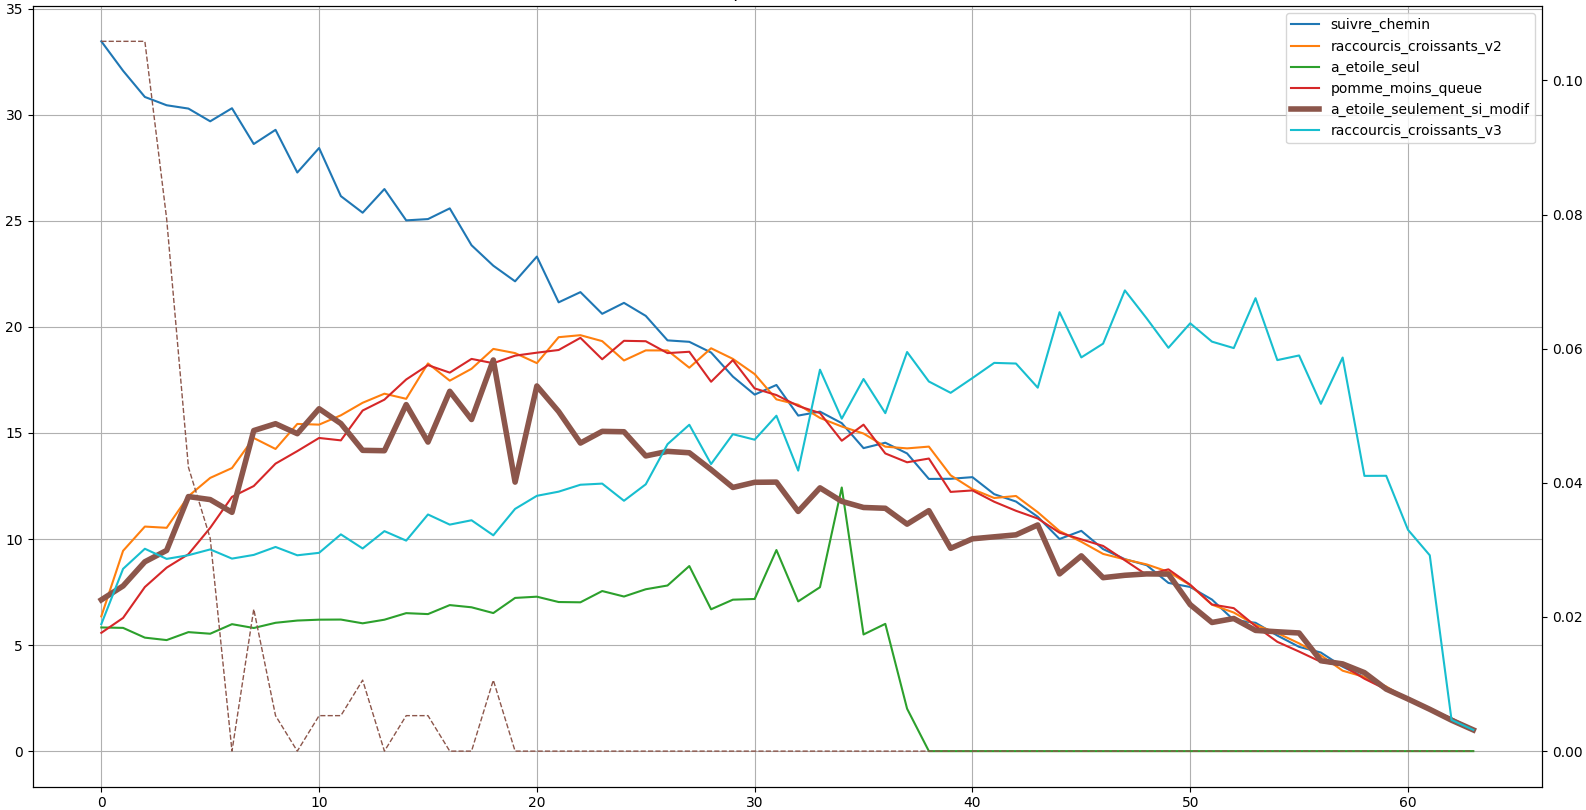 35
30
25
20
15
10
5
0
0 10 20 30 40 50 60
0.10
0.08
0.06
0.04
0.02
0.00
suivre_chemin
raccourcis_croissants_v2
a_etoile_seul
pomme_moins_queue
a_etoile_seulement_si_modif
raccourcis_croissants_v3